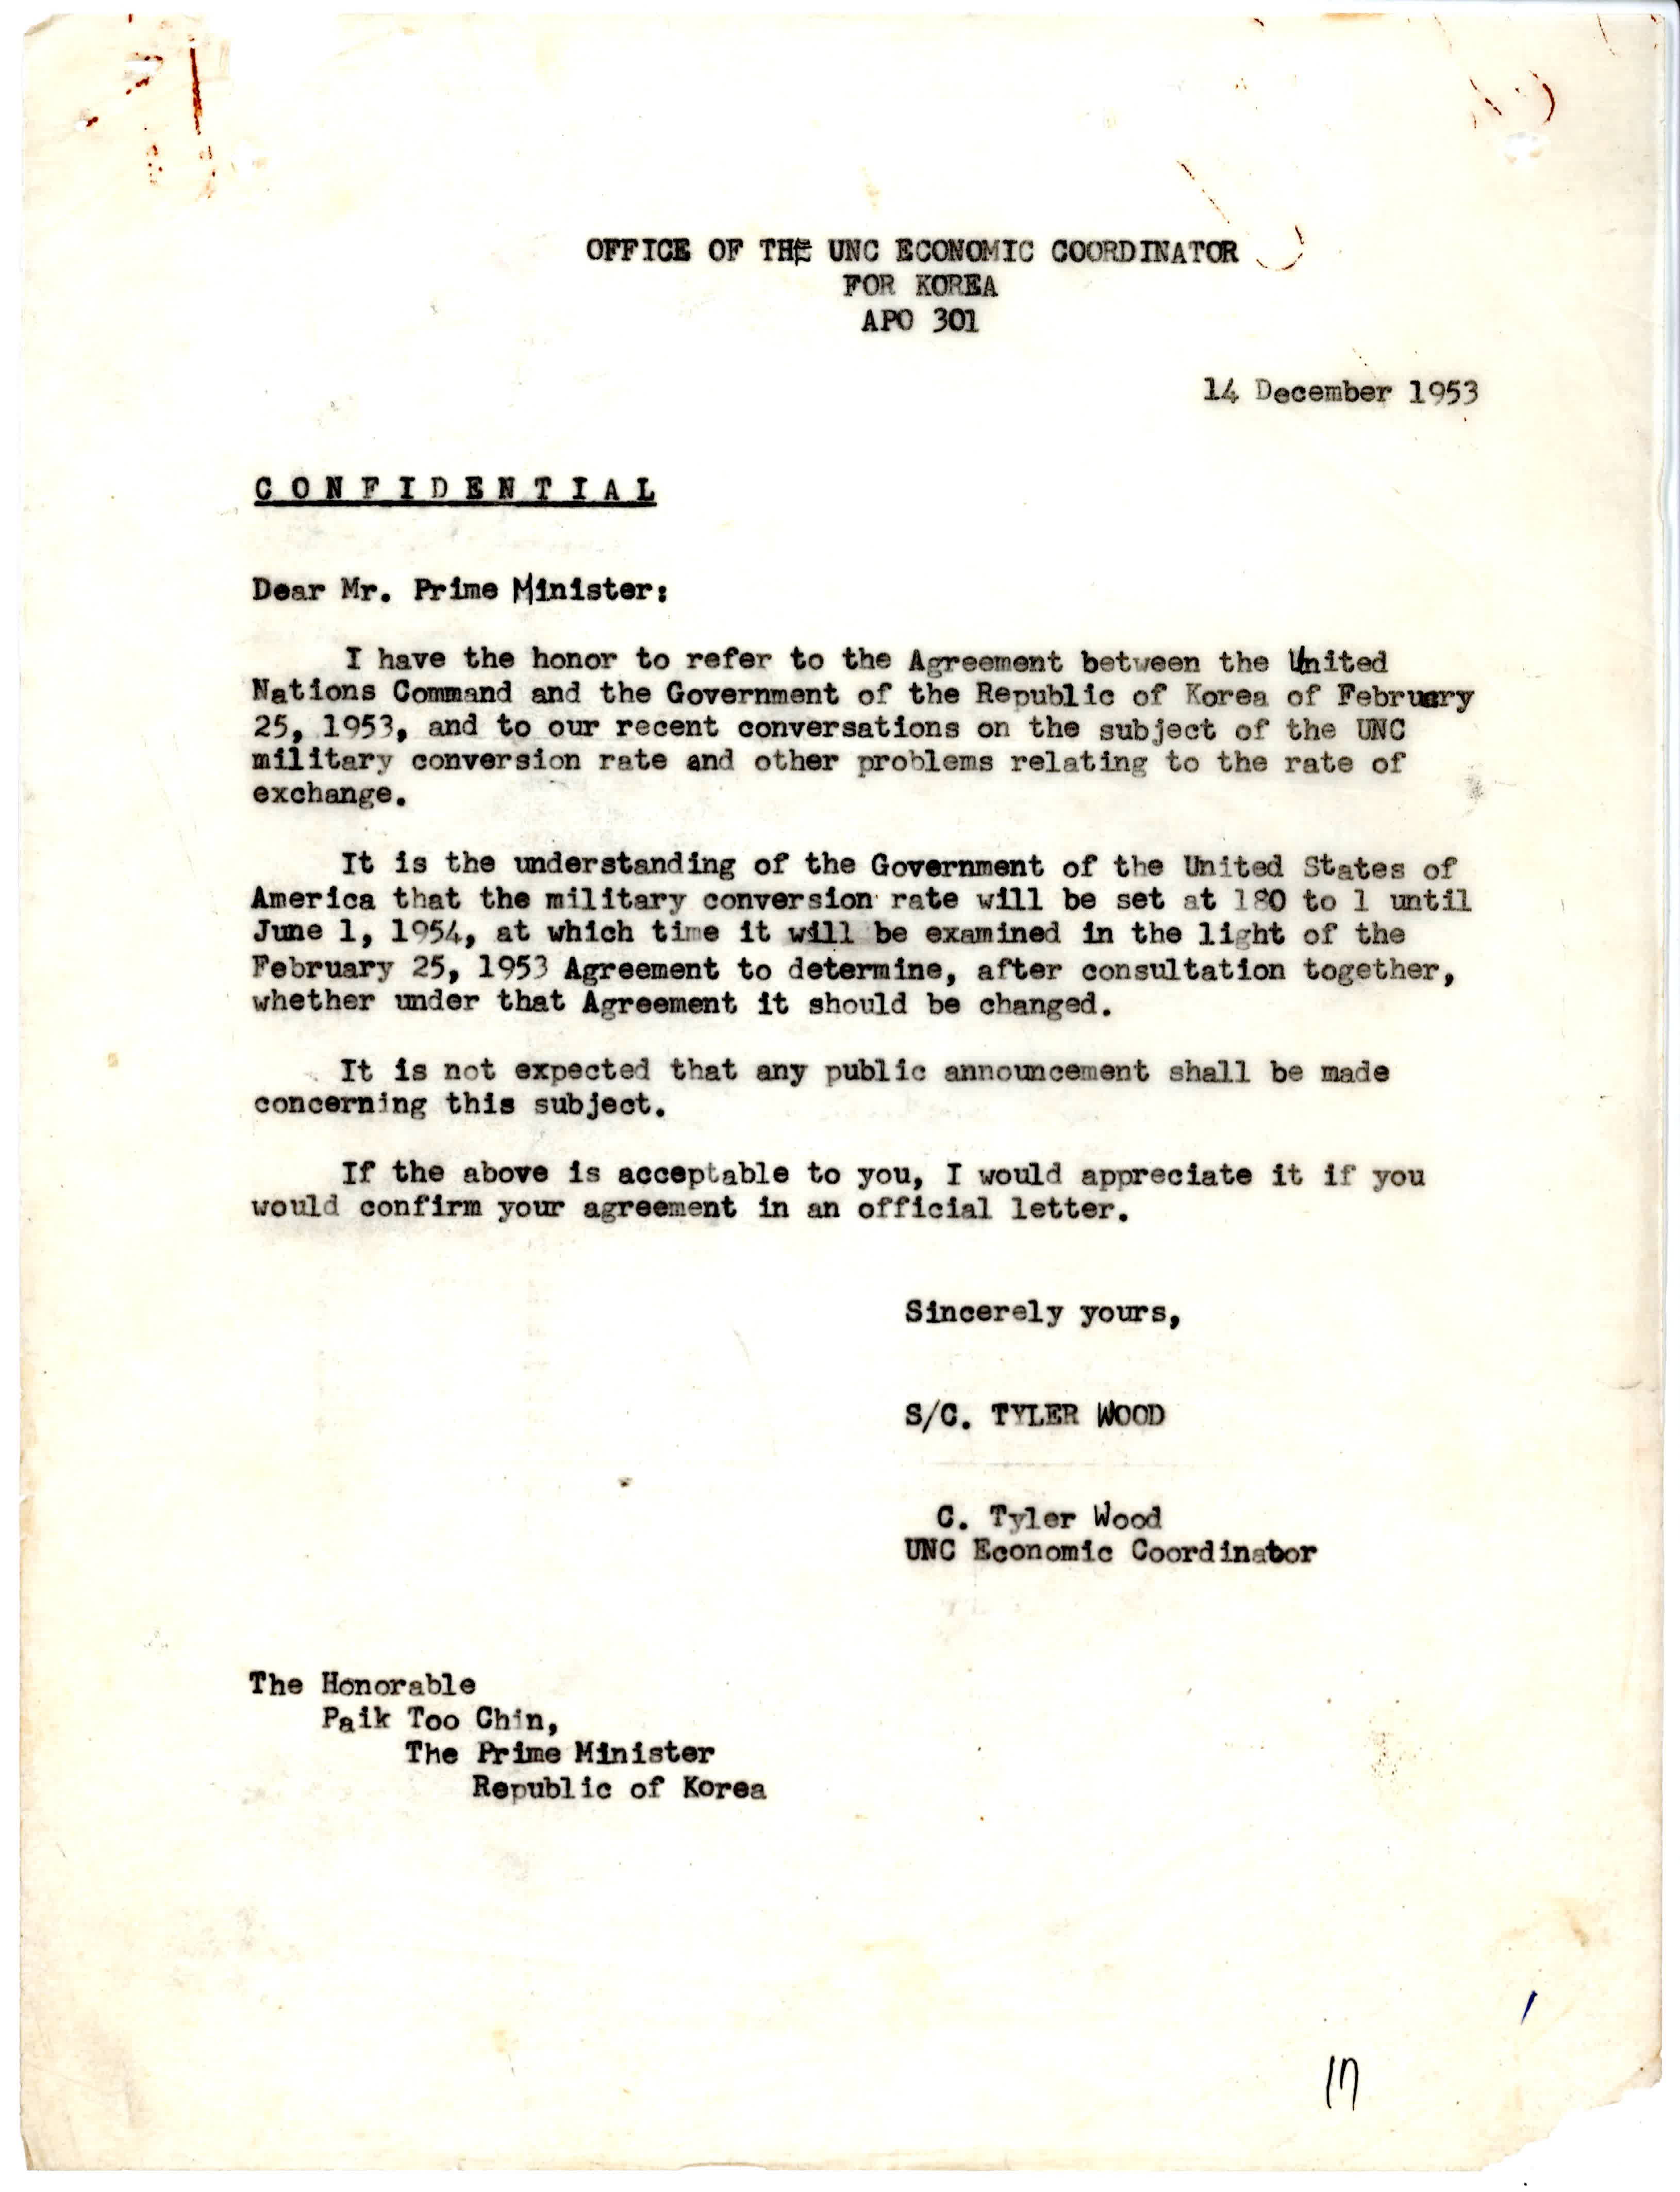 OFFICE OF THE UNC ECONOMIC COORDINATOR
FOR KOREA
APO 301
14 December 1953
CONFIDENTIAL
Dear Mr. Prime Minister:
I have the honor to refer to the Agreement between the United
Nations Command and the Government of the Republic of Korea of February
25, 1953, and to our recent conversations on the subject of the UNC
military conversion rate and other problems relating to the rate of
exchange.
It is the understanding of the Government of the United States of
America that the military conversion rate will be set at 180 to 1 until
June 1, 1954, at which time it will be examined in the light of the
February 25, 1953 Agreement to determine, after consultation together,
whether under that Agreement it should be changed.
It is not expected that any public announcement shall be made
concerning this subject.
If the above is acceptable to you, I would appreciate it if you
would confirm your agreement in an official letter.
Sincerely yours,
S/C. TYLER WOOD
C. Tyler Wood
UNC Economic Coordinator
The Honorable
Paik Too Chin,
The Prime Minister
Republic of Korea
17